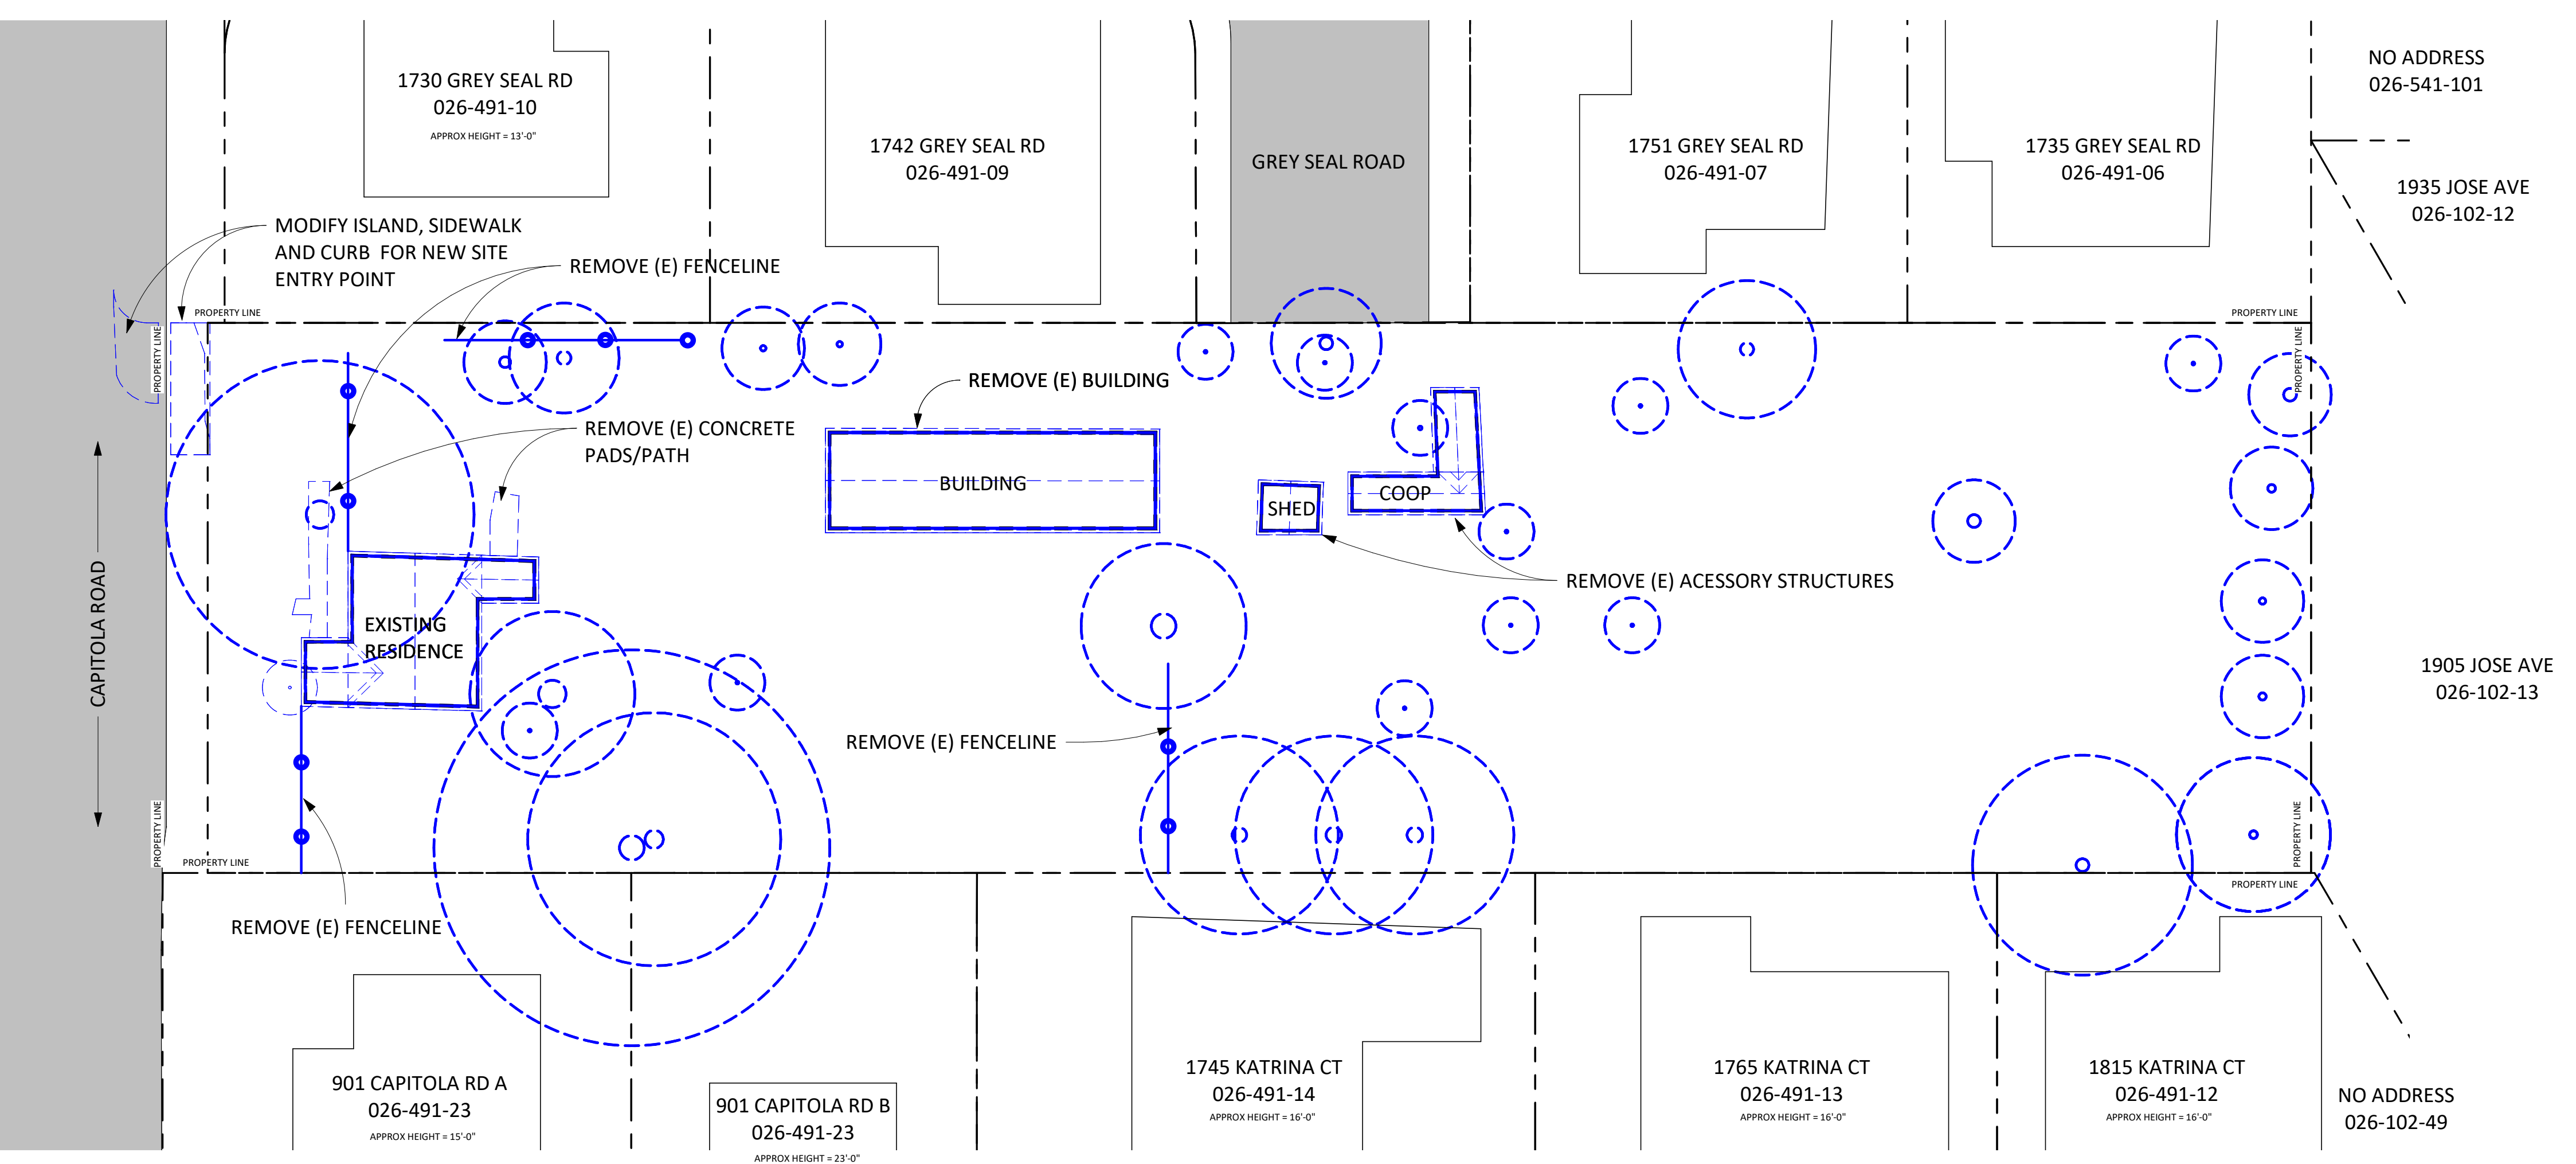 1730 GREY SEAL RD
026-491-10
APPROX HEIGHT = 13'-0"
1742 GREY SEAL RD
026-491-09
GREY SEAL ROAD
1751 GREY SEAL RD
026-491-07
1735 GREY SEAL RD
026-491-06
NO ADDRESS
026-541-101
1935 JOSE AVE
026-102-12
MODIFY ISLAND, SIDEWALK
AND CURB FOR NEW SITE
ENTRY POINT
REMOVE (E) FENCELINE
PROPERTY LINE
PROPERTY LINE
PROPERTY LINE
PROPERTY LINE
REMOVE (E) BUILDING
REMOVE (E) CONCRETE
PADS/PATH
BUILDING
SHED
COOP
REMOVE (E) ACESSORY STRUCTURES
CAPITOLA ROAD
EXISTING
RESIDENCE
1905 JOSE AVE
026-102-13
REMOVE (E) FENCELINE
PROPERTY LINE
PROPERTY LINE
PROPERTY LINE
PROPERTY LINE
REMOVE (E) FENCELINE
901 CAPITOLA RD A
026-491-23
APPROX HEIGHT = 15'-0"
901 CAPITOLA RD B
026-491-23
APPROX HEIGHT = 23'-0"
1745 KATRINA CT
026-491-14
APPROX HEIGHT = 16'-0"
1765 KATRINA CT
026-491-13
APPROX HEIGHT = 16'-0"
1815 KATRINA CT
026-491-12
APPROX HEIGHT = 16'-0"
NO ADDRESS
026-102-49